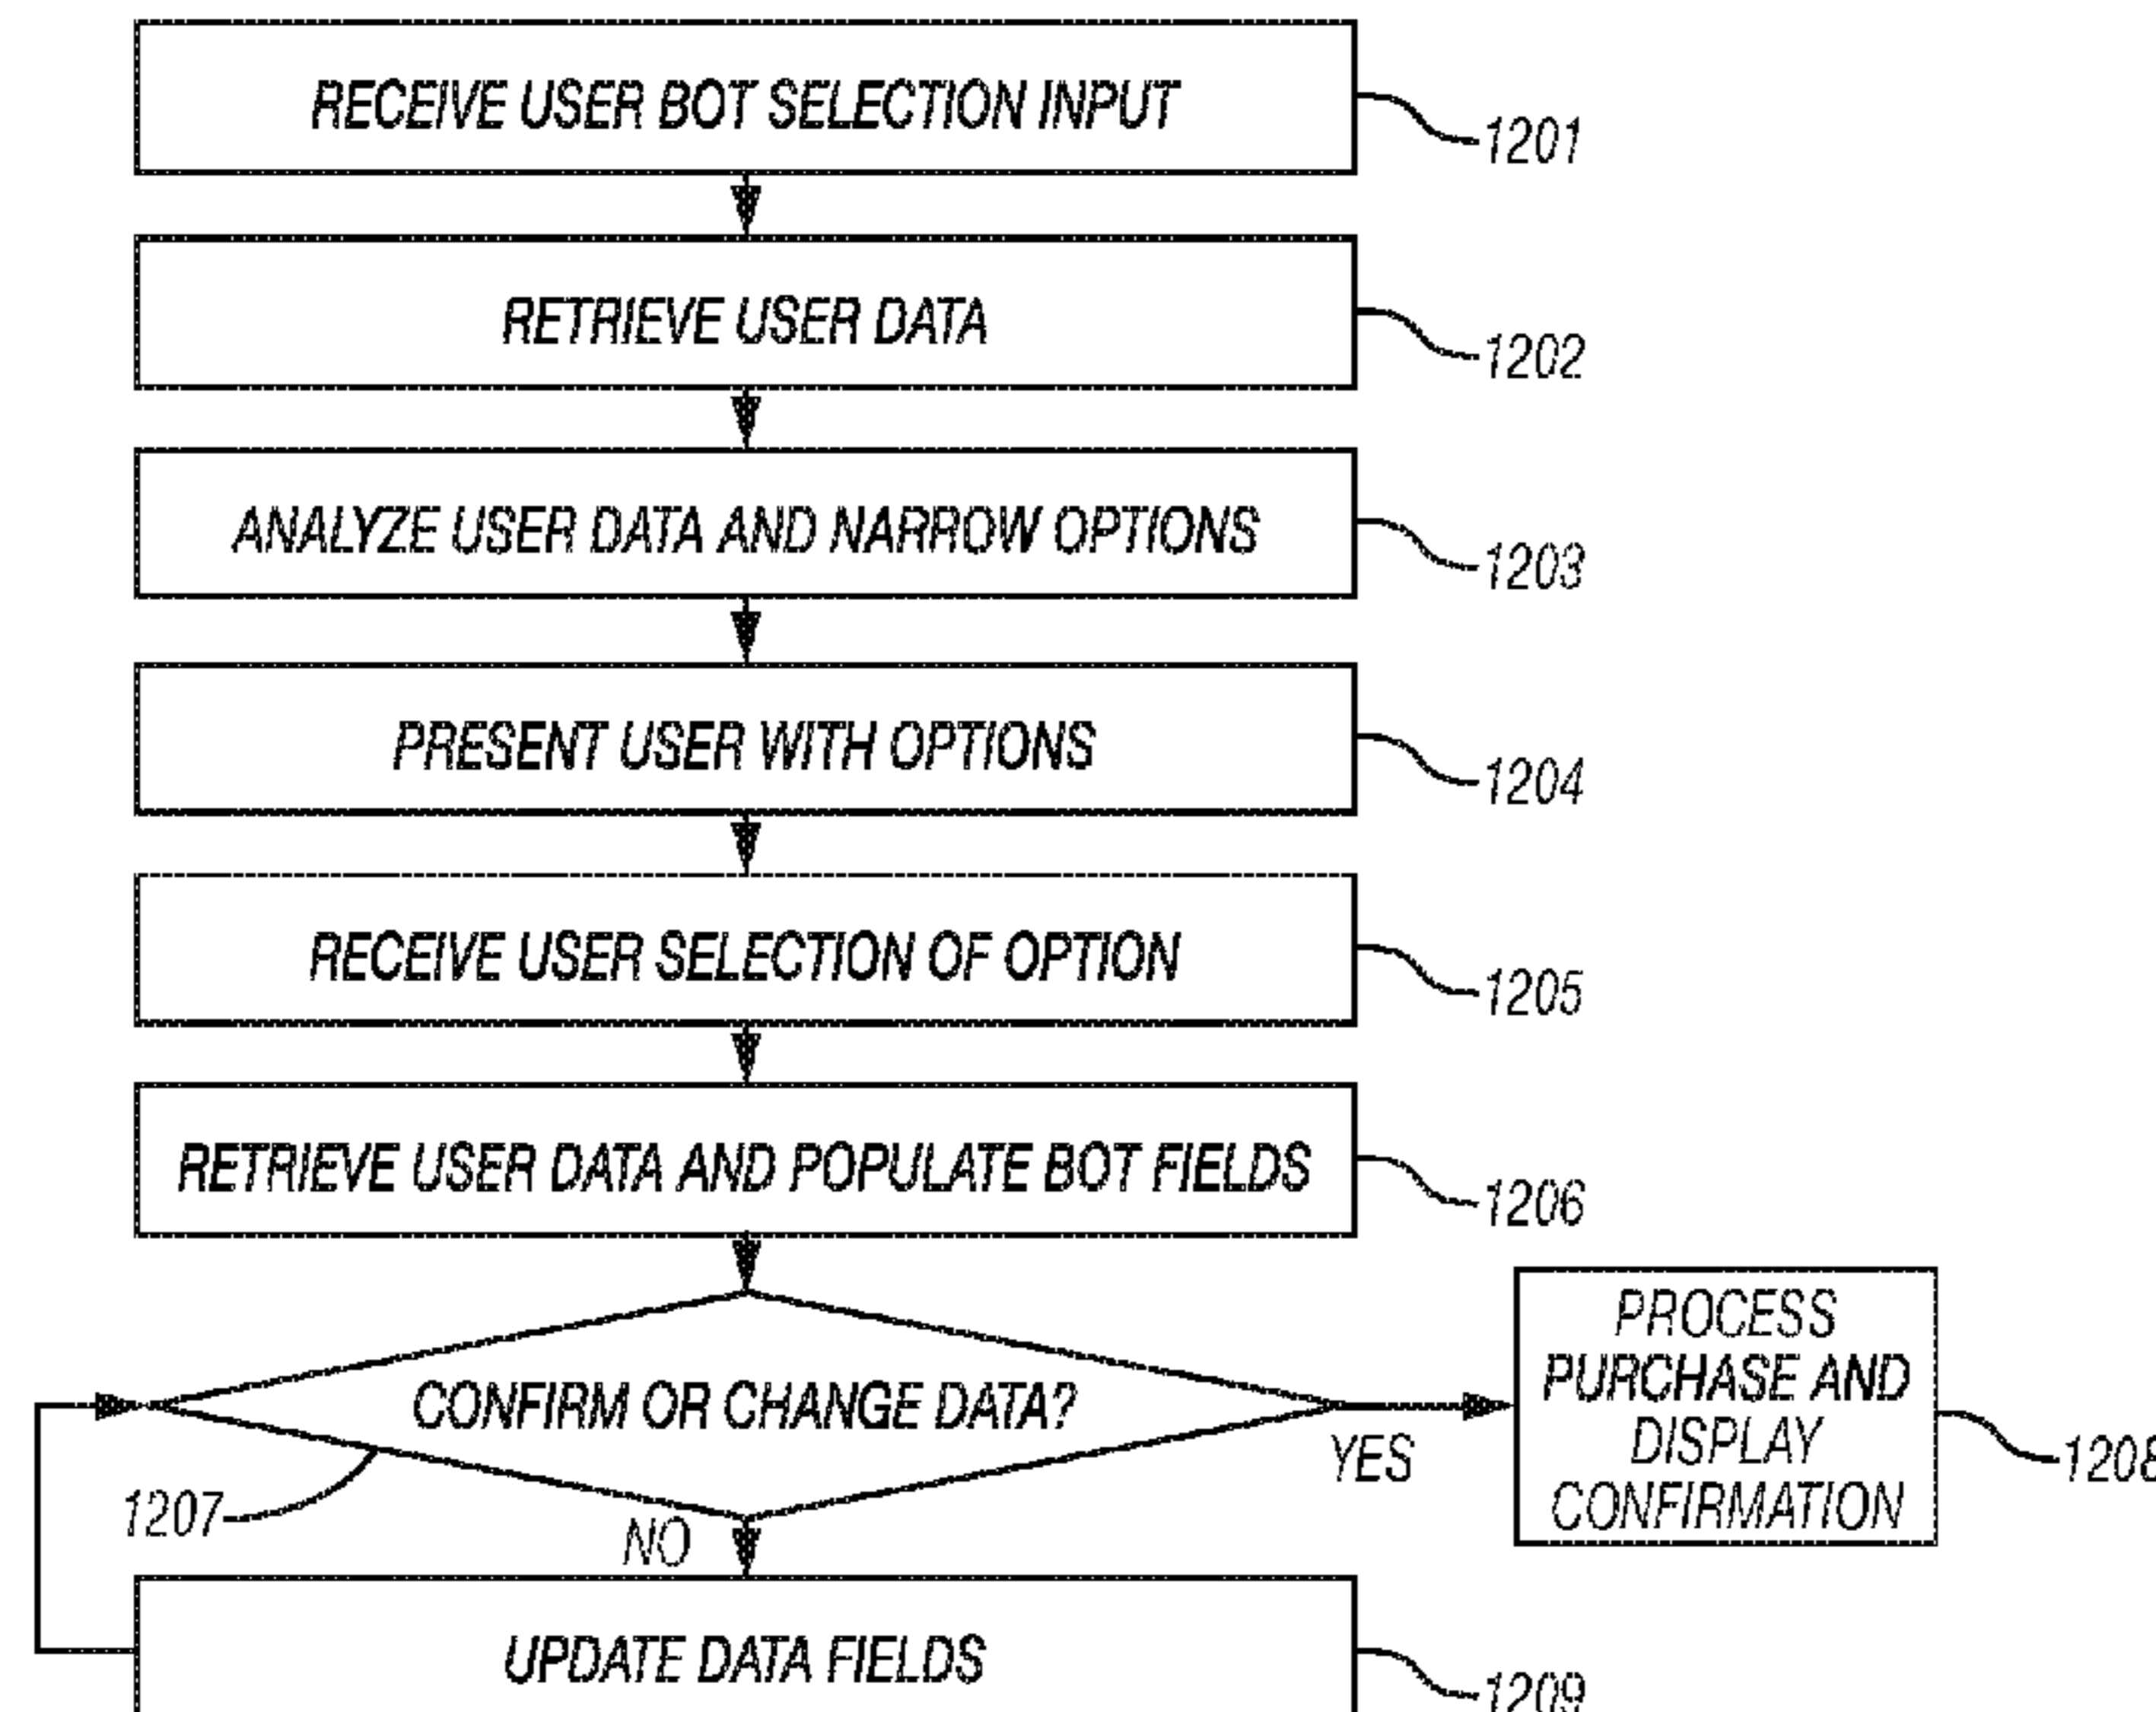 RECEIVE USER BOT SELECTION INPUT
1201
RETRIEVE USER DATA
1202
ANALYZE USER DATA AND NARROW OPTIONS
1203
PRESENT USER WITH OPTIONS
1204
RECEIVE USER SELECTION OF OPTION
1205
RETRIEVE USER DATA AND POPULATE BOT FIELDS
1206
CONFIRM OR CHANGE DATA?
1207
YES
PROCESS
PURCHASE AND
DISPLAY
CONFIRMATION
1208
NO
UPDATE DATA FIELDS
1209